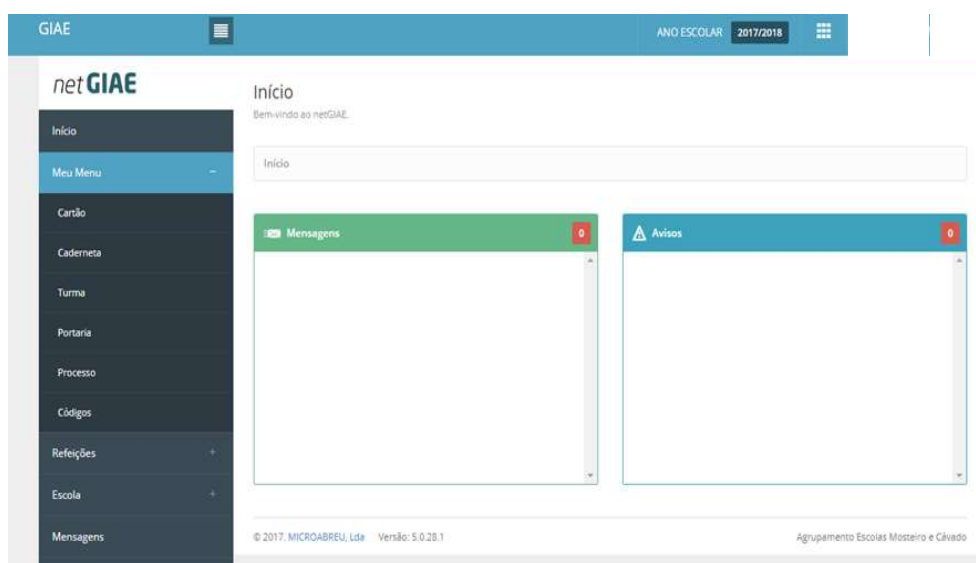 GIAE
ANO ESCOLAR 2017/2018
netGIAE
Início
Meu Menu
Cartão
Caderneta
Turma
Portaria
Processo
Códigos
Refeições
Escola
Mensagens
Início
Bem-vindo ao netGIAE.
Início
Mensagens 0
Avisos 0
© 2017, MICROABREU, Lda Versão: 5.0.28.1
Agrupamento Escolas Mosteiro e Cávado